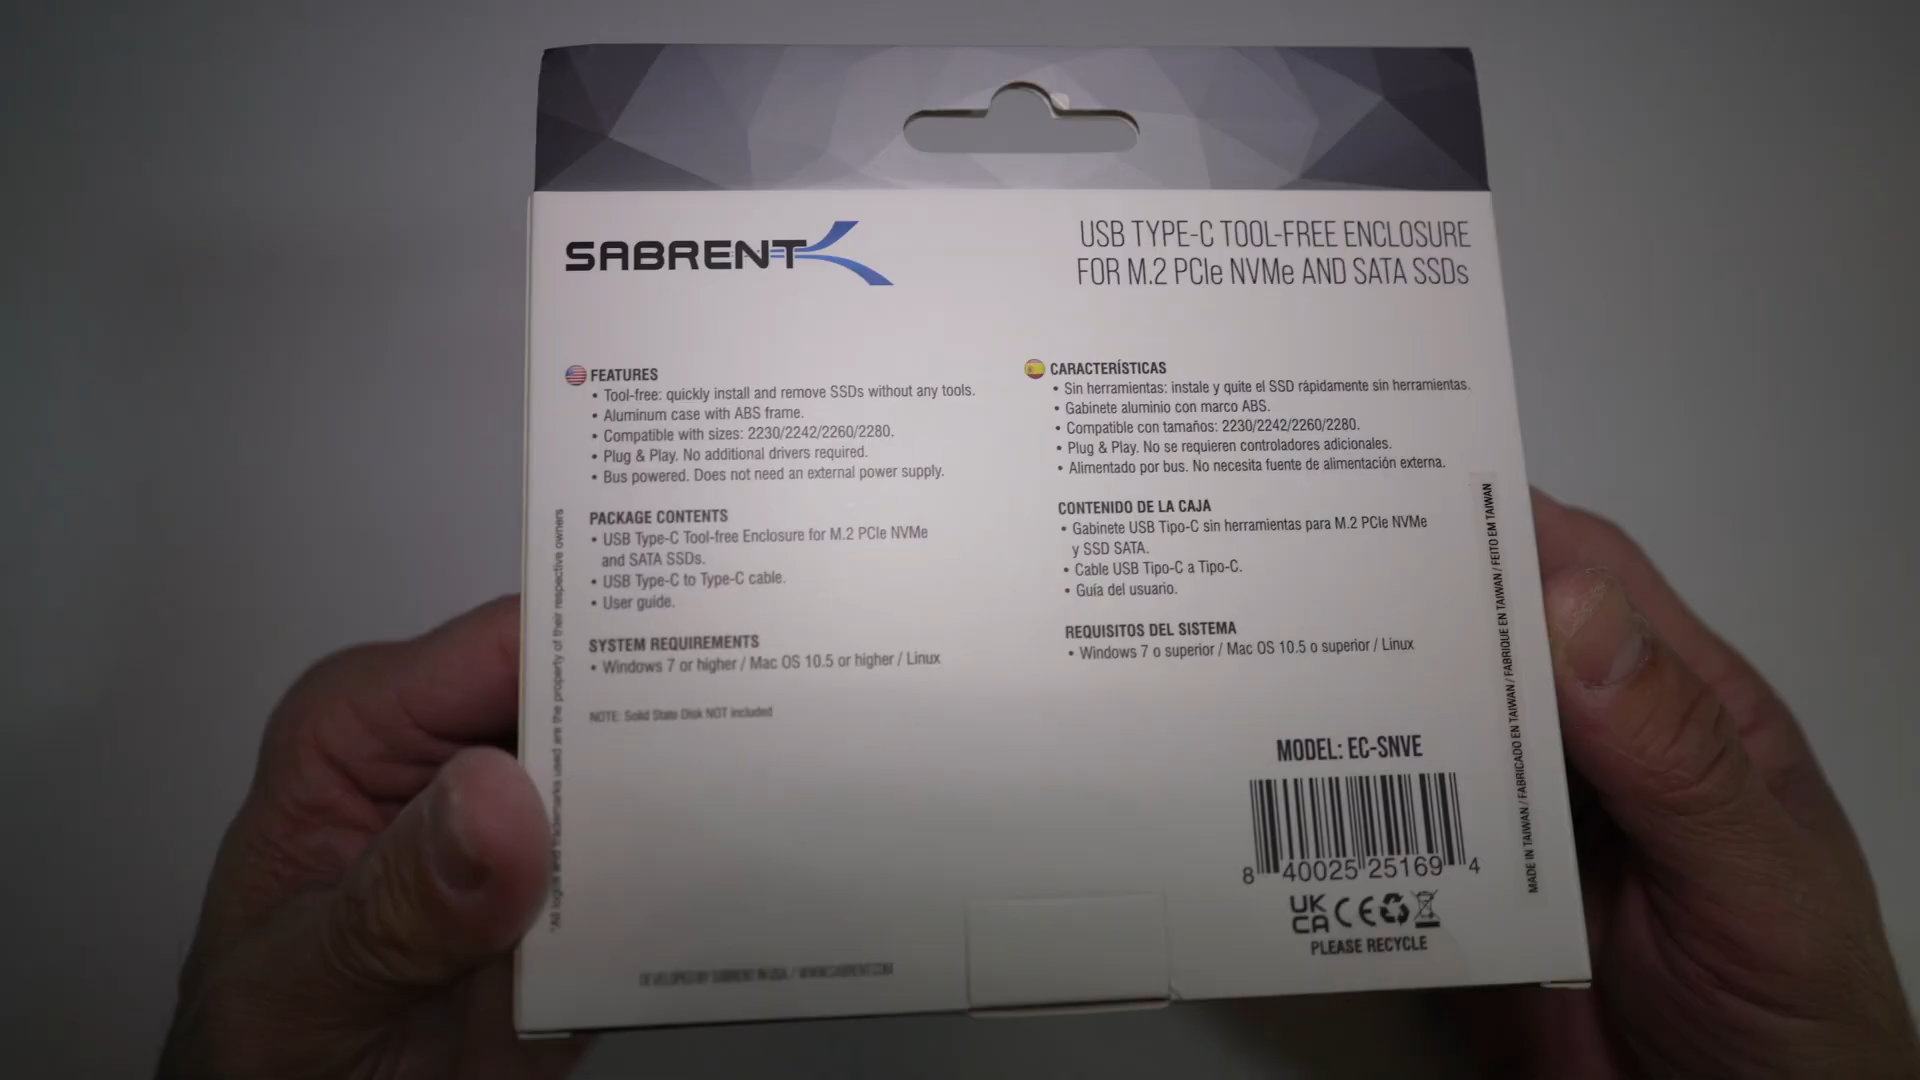 SABRENT
USB TYPE-C TOOL-FREE ENCLOSURE
FOR M.2 PCIe NVMe AND SATA SSDs
FEATURES
• Tool-free: quickly install and remove SSDs without any tools.
• Aluminum case with ABS frame.
• Compatible with sizes: 2230/2242/2260/2280.
• Plug & Play. No additional drivers required.
• Bus powered. Does not need an external power supply.
PACKAGE CONTENTS
• USB Type-C Tool-free Enclosure for M.2 PCIe NVMe
and SATA SSDs.
• USB Type-C to Type-C cable.
• User guide.
SYSTEM REQUIREMENTS
• Windows 7 or higher / Mac OS 10.5 or higher / Linux
NOTE: Solid State Disk NOT included
CARACTERÍSTICAS
• Sin herramientas: instale y quite el SSD rápidamente sin herramientas.
• Gabinete aluminio con marco ABS.
• Compatible con tamaños: 2230/2242/2260/2280.
• Plug & Play. No se requieren controladores adicionales.
• Alimentado por bus. No necesita fuente de alimentación externa.
CONTENIDO DE LA CAJA
• Gabinete USB Tipo-C sin herramientas para M.2 PCIe NVMe
y SSD SATA.
• Cable USB Tipo-C a Tipo-C.
• Guía del usuario.
REQUISITOS DEL SISTEMA
• Windows 7 o superior / Mac OS 10.5 o superior / Linux
MODEL: EC-SNVE
8 40025 25169 4
UK
CA CE
PLEASE RECYCLE
DEVELOPED BY SABRENT IN USA / WWW.SABRENT.COM
*All logos and trademarks used are the property of their respective owners
MADE IN TAIWAN / FABRICADO EN TAIWAN / FABRIQUE EN TAIWAN / FEITO EM TAIWAN